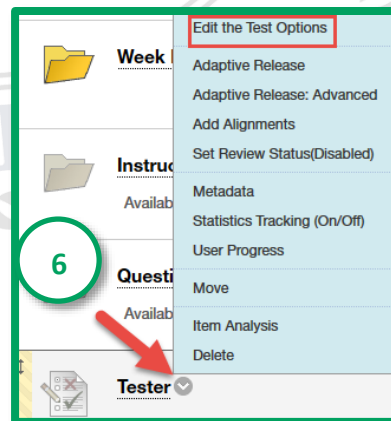 Edit the Test Options
Week
Adaptive Release
Adaptive Release: Advanced
Add Alignments
Set Review Status(Disabled)
Instruc
Availab
Metadata
Statistics Tracking (On/Off)
User Progress
6
Questi
Move
Availab
Item Analysis
Delete
Tester